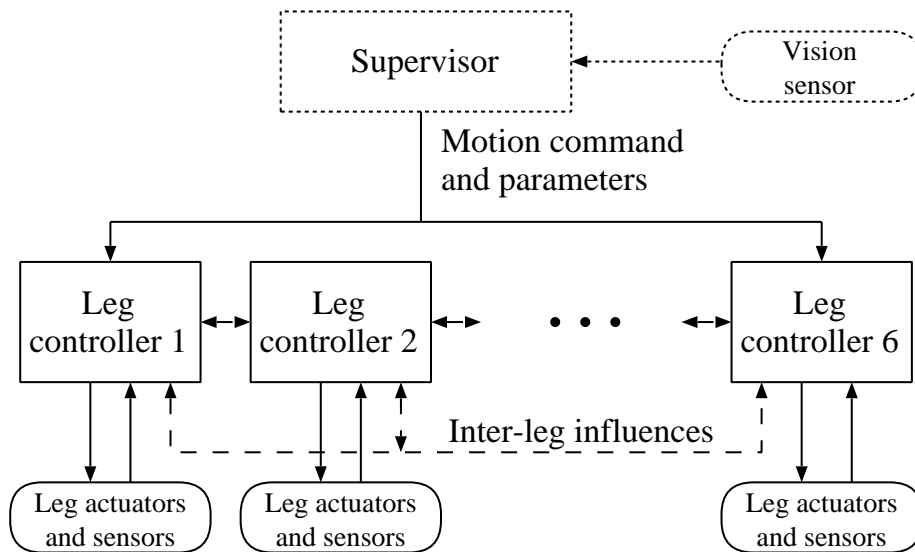 Supervisor
Vision
sensor
Motion command
and parameters
Leg
controller 1
Leg
controller 2
Leg
controller 6
Inter-leg influences
Leg actuators
and sensors
Leg actuators
and sensors
Leg actuators
and sensors